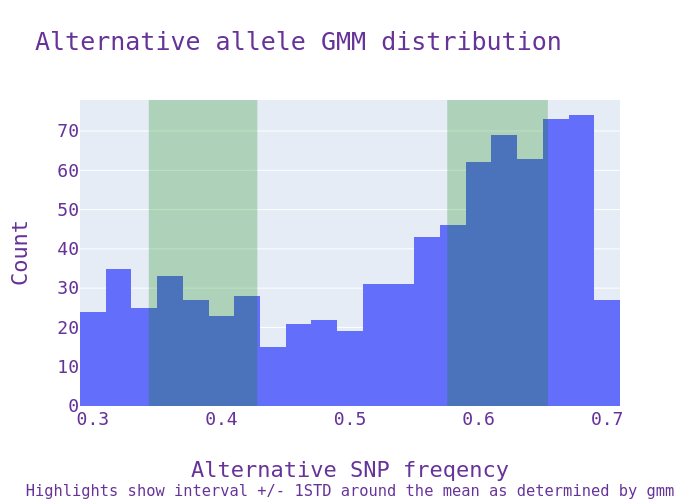 Alternative allele GMM distribution
70
60
50
40
30
20
10
0
Count
0.3 0.4 0.5 0.6 0.7
Alternative SNP freqency
Highlights show interval +/- 1STD around the mean as determined by gmm